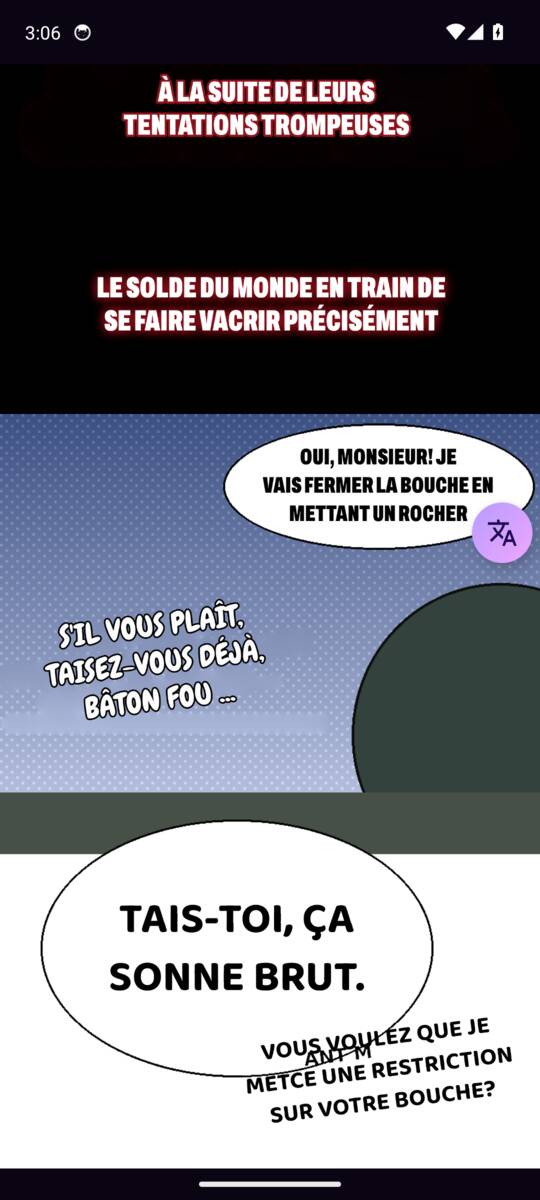 3:06
À LA SUITE DE LEURS
TENTATIONS TROMPEUSES
LE SOLDE DU MONDE EN TRAIN DE
SE FAIRE VACRIR PRÉCISÉMENT
OUI, MONSIEUR! JE
VAIS FERMER LA BOUCHE EN
METTANT UN ROCHER
S'IL VOUS PLAÎT,
TAISEZ-VOUS DÉJÀ,
BÂTON FOU ...
TAIS-TOI, ÇA
SONNE BRUT.
VOUS VOULEZ QUE JE
ANT M
METCE UNE RESTRICTION
SUR VOTRE BOUCHE?